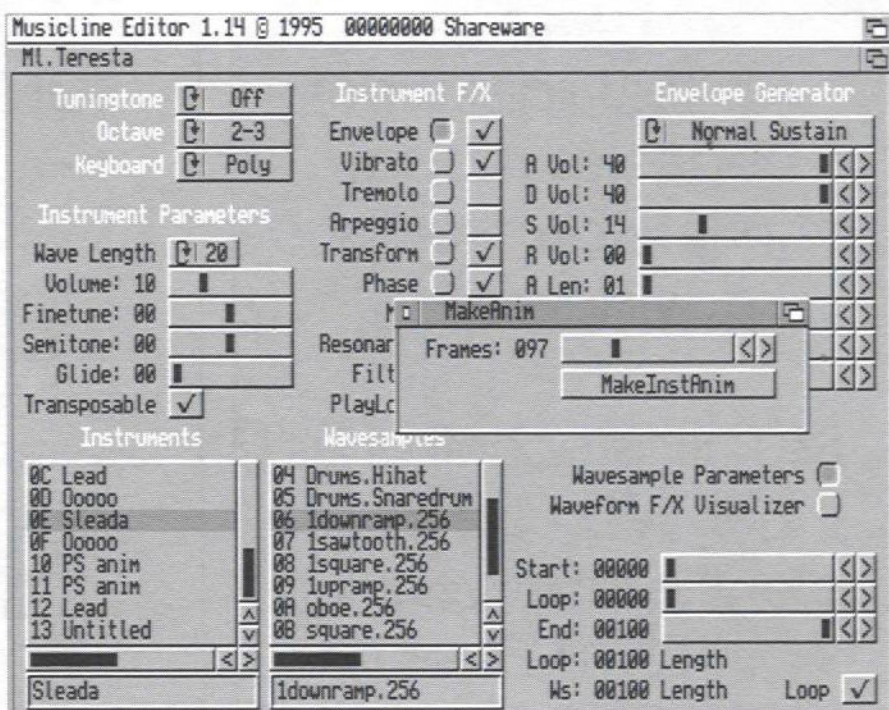 Musicline Editor 1.14 © 1995 00000000 Shareware
Ml.Teresta
Tuningtone Off
Octave 2-3
Keyboard Poly
Instrument Parameters
Wave Length 20
Volume: 10
Finetune: 00
Semitone: 00
Glide: 00
Transposable
Instrument F/X
Envelope
Vibrato
Tremolo
Arpeggio
Transform
Phase
Resonar
Filt
PlayLo
Envelope Generator
Normal Sustain
A Vol: 40
D Vol: 40
S Vol: 14
R Vol: 00
A Len: 01
MakeAnim
Frames: 097
MakeInstAnim
Instruments
0C Lead
0D Ooooo
0E Sleada
0F Ooooo
10 PS anim
11 PS anim
12 Lead
13 Untitled
Sleada
Wavesamples
04 Drums.Hihat
05 Drums.Snaredrum
06 1downramp.256
07 1sawtooth.256
08 1square.256
09 1upramp.256
0A oboe.256
0B square.256
1downramp.256
Wavesample Parameters
Waveform F/X Visualizer
Start: 00000
Loop: 00000
End: 00100
Loop: 00100 Length
Ws: 00100 Length Loop